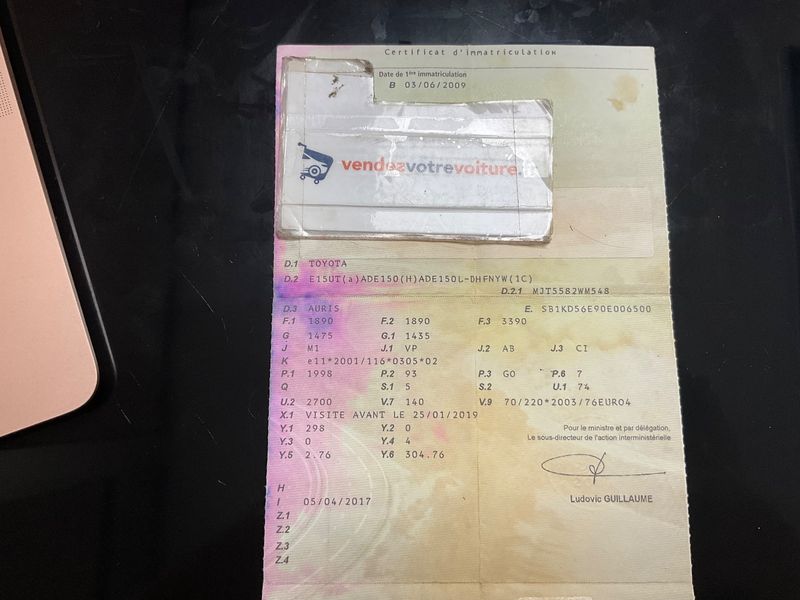 Certificat d'immatriculation
Date de 1ère immatriculation
B 03/06/2009
vendezvotrevoiture.
D.1 TOYOTA
D.2 E15UT(a)ADE150(H)ADE150L-DHFNYW(1C)
D.2.1 MJT5582WM548
D.3 AURIS E. SB1KD56E90E006500
F.1 1890 F.2 1890 F.3 3390
G 1475 G.1 1435
J M1 J.1 VP J.2 AB J.3 CI
K e11*2001/116*0305*02
P.1 1998 P.2 93 P.3 GO P.6 7
Q S.1 5 S.2 U.1 74
U.2 2700 V.7 140 V.9 70/220*2003/76EURO4
X.1 VISITE AVANT LE 25/01/2019
Y.1 298 Y.2 0
Y.3 0 Y.4 4
Y.5 2.76 Y.6 304.76
Pour le ministre et par délégation,
Le sous-directeur de l'action interministérielle
Ludovic GUILLAUME
H
I 05/04/2017
Z.1
Z.2
Z.3
Z.4